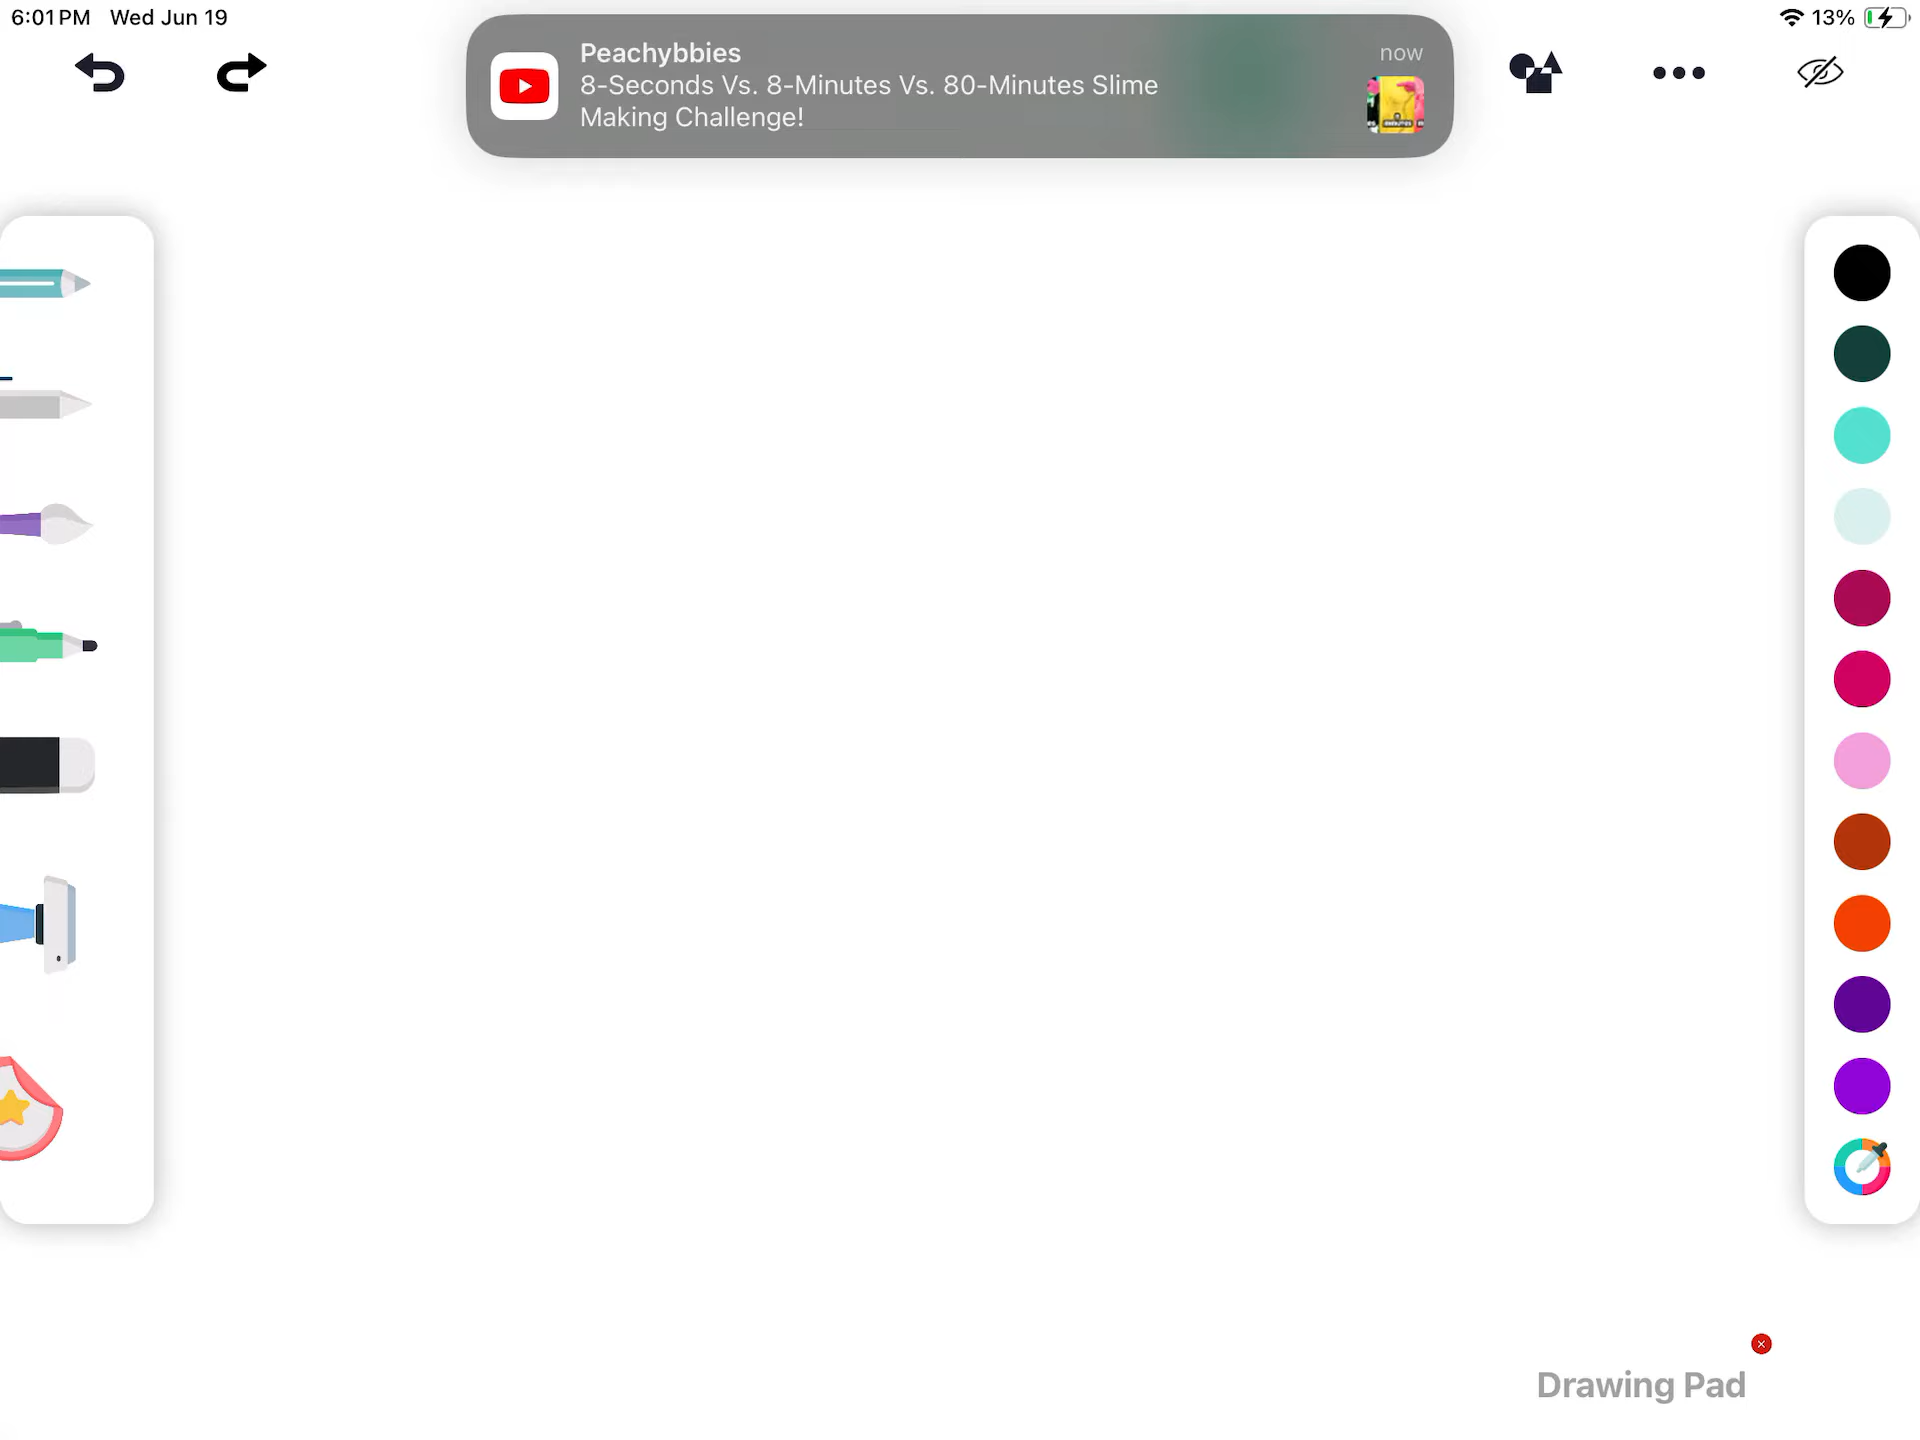 6:01 PM Wed Jun 19
13%
Peachybbies
now
8-Seconds Vs. 8-Minutes Vs. 80-Minutes Slime
Making Challenge!
Drawing Pad